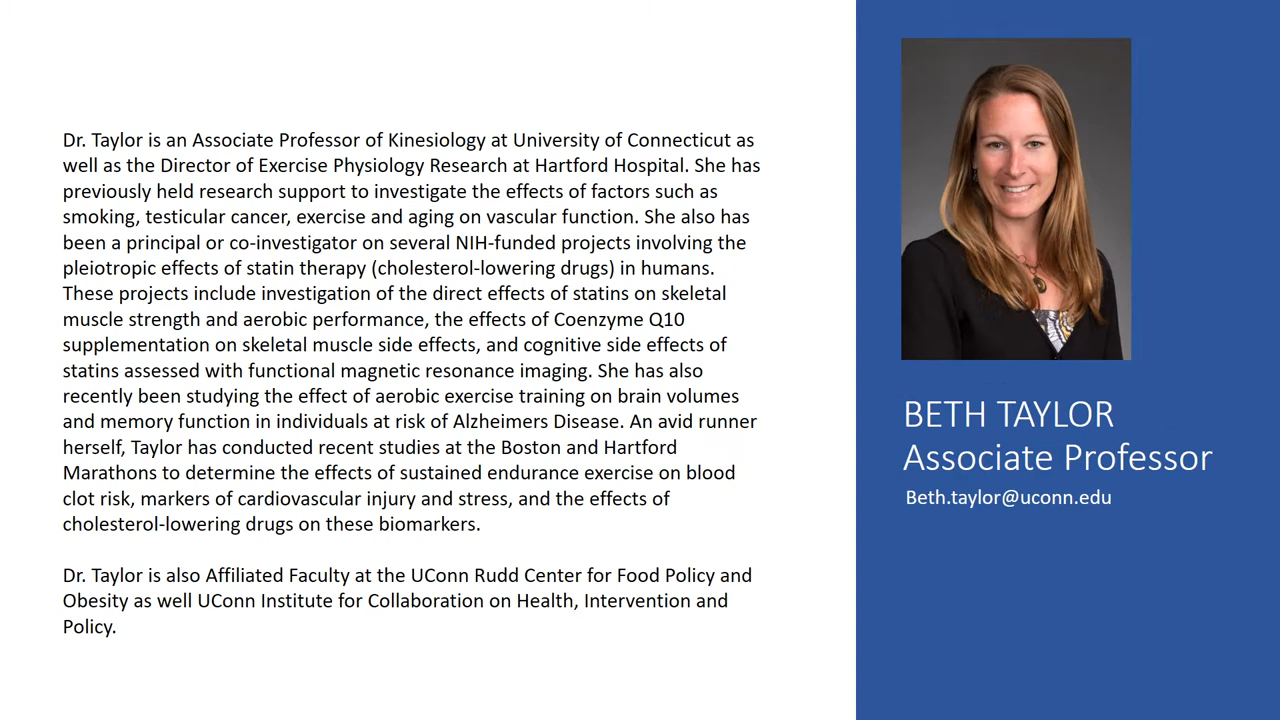 Dr. Taylor is an Associate Professor of Kinesiology at University of Connecticut as
well as the Director of Exercise Physiology Research at Hartford Hospital. She has
previously held research support to investigate the effects of factors such as
smoking, testicular cancer, exercise and aging on vascular function. She also has
been a principal or co-investigator on several NIH-funded projects involving the
pleiotropic effects of statin therapy (cholesterol-lowering drugs) in humans.
These projects include investigation of the direct effects of statins on skeletal
muscle strength and aerobic performance, the effects of Coenzyme Q10
supplementation on skeletal muscle side effects, and cognitive side effects of
statins assessed with functional magnetic resonance imaging. She has also
recently been studying the effect of aerobic exercise training on brain volumes
and memory function in individuals at risk of Alzheimers Disease. An avid runner
herself, Taylor has conducted recent studies at the Boston and Hartford
Marathons to determine the effects of sustained endurance exercise on blood
clot risk, markers of cardiovascular injury and stress, and the effects of
cholesterol-lowering drugs on these biomarkers.
Dr. Taylor is also Affiliated Faculty at the UConn Rudd Center for Food Policy and
Obesity as well UConn Institute for Collaboration on Health, Intervention and
Policy.
BETH TAYLOR
Associate Professor
Beth.taylor@uconn.edu